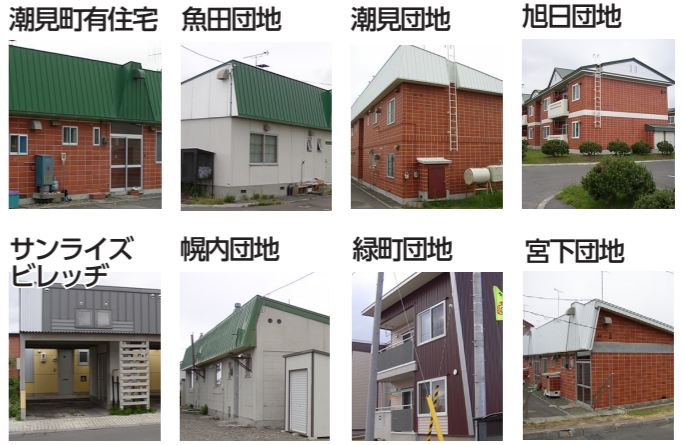 潮見町有住宅
魚田団地
潮見団地
旭日団地
サンライズ
ビレッヂ
幌内団地
緑町団地
宮下団地